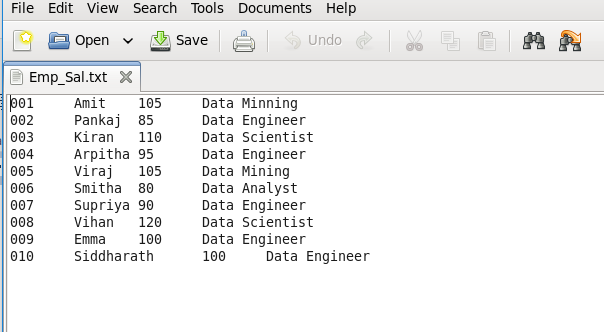 File Edit View Search Tools Documents Help
Open Save Undo
Emp_Sal.txt
001 Amit 105 Data Minning
002 Pankaj 85 Data Engineer
003 Kiran 110 Data Scientist
004 Arpitha 95 Data Engineer
005 Viraj 105 Data Mining
006 Smitha 80 Data Analyst
007 Supriya 90 Data Engineer
008 Vihan 120 Data Scientist
009 Emma 100 Data Engineer
010 Siddharath 100 Data Engineer